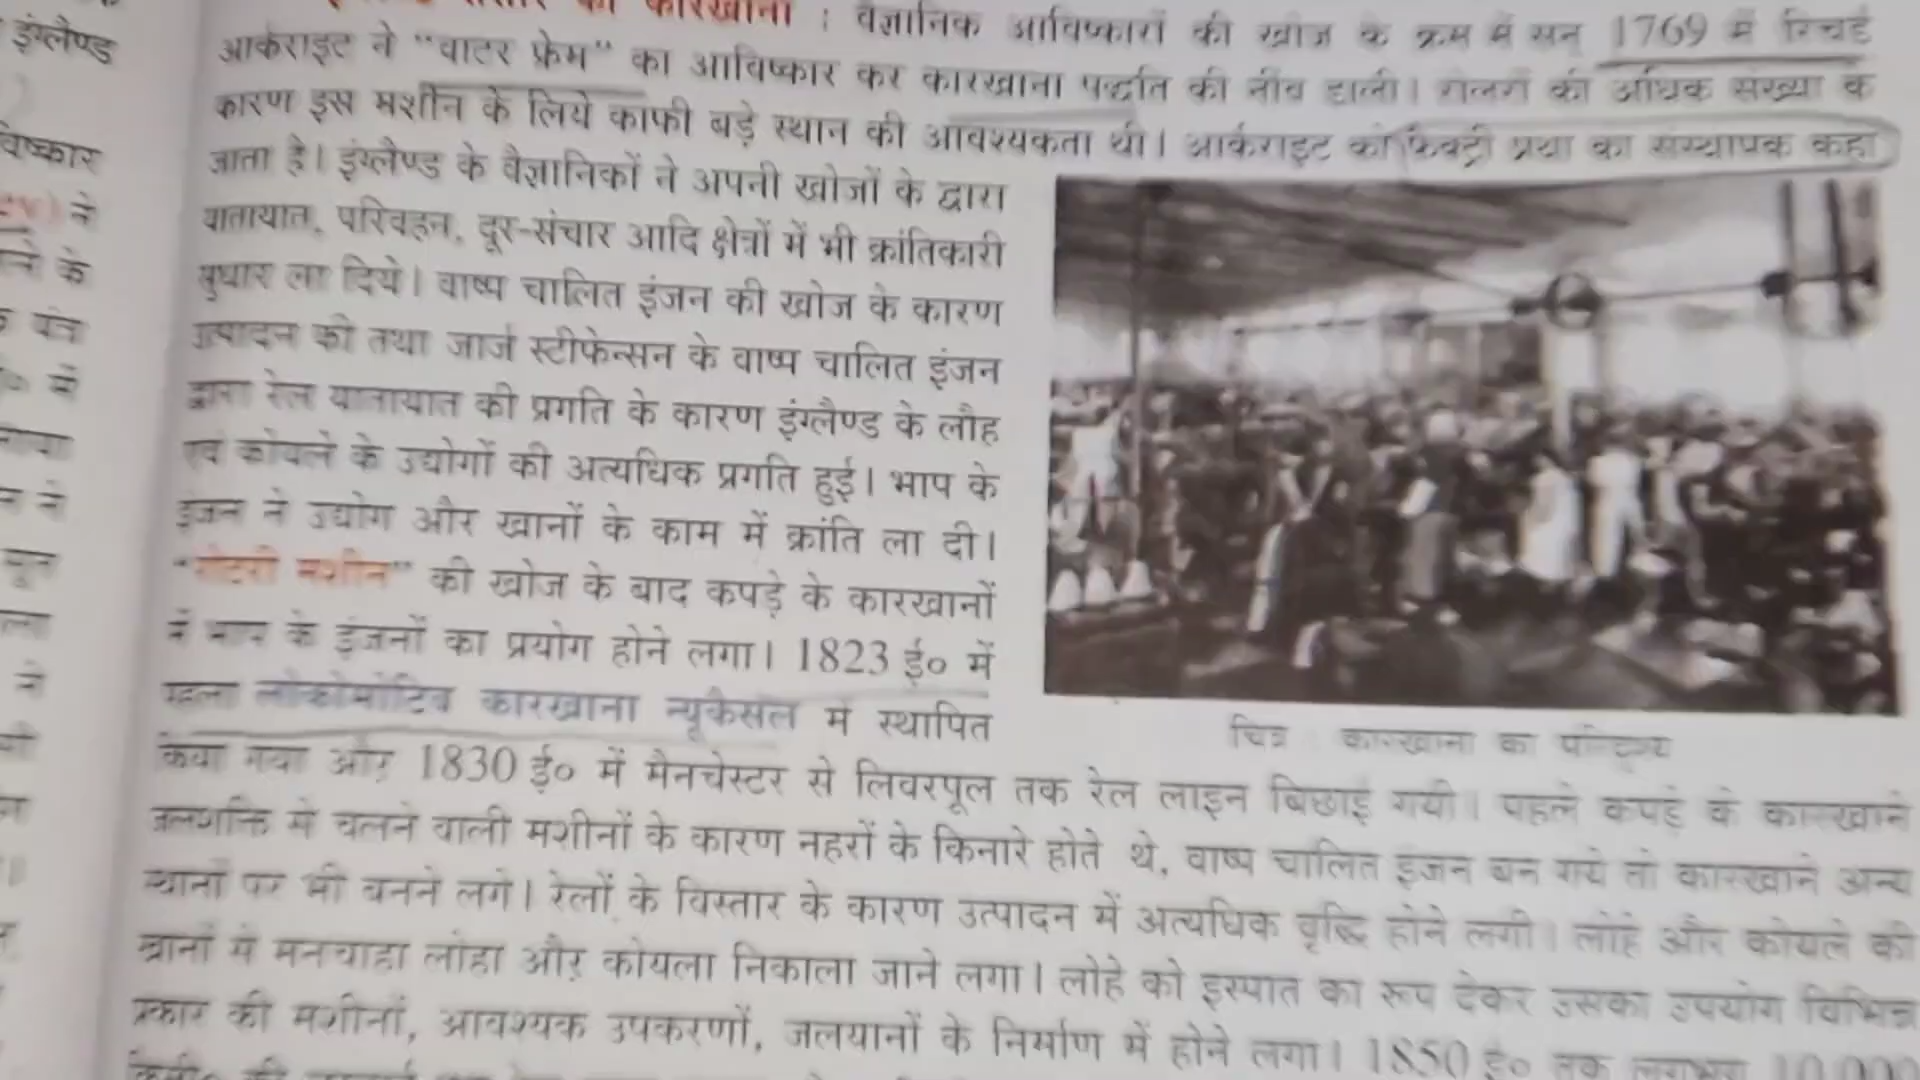 इंग्लैण्ड
विष्कार
ने
के
में
कारखाना : वैज्ञानिक आविष्कारों की खोज के क्रम में सन् 1769 में रिचर्ड
आर्कराइट ने "वाटर फ्रेम" का आविष्कार कर कारखाना पद्धति की नींव डाली। रोलरों की अधिक संख्या के
कारण इस मशीन के लिये काफी बड़े स्थान की आवश्यकता थी। आर्कराइट को फैक्ट्री प्रथा का संस्थापक कहा
जाता है। इंग्लैण्ड के वैज्ञानिकों ने अपनी खोजों के द्वारा
यातायात, परिवहन, दूर-संचार आदि क्षेत्रों में भी क्रांतिकारी
सुधार ला दिये। वाष्प चालित इंजन की खोज के कारण
उत्पादन की तथा जार्ज स्टीफेन्सन के वाष्प चालित इंजन
द्वारा रेल यातायात की प्रगति के कारण इंग्लैण्ड के लौह
एवं कोयले के उद्योगों की अत्यधिक प्रगति हुई। भाप के
इंजन ने उद्योग और खानों के काम में क्रांति ला दी।
"रोटरी मशीन" की खोज के बाद कपड़े के कारखानों
में भाप के इंजनों का प्रयोग होने लगा। 1823 ई० में
पहला लोकोमोटिव कारखाना न्यूकैसल में स्थापित
किया गया और 1830 ई० में मैनचेस्टर से लिवरपूल तक रेल लाइन बिछाई गयी। पहले कपड़े के कारखाने
जलशक्ति से चलने वाली मशीनों के कारण नहरों के किनारे होते थे, वाष्प चालित इंजन बन गये तो कारखाने अन्य
स्थानों पर भी बनने लगे। रेलों के विस्तार के कारण उत्पादन में अत्यधिक वृद्धि होने लगी। लोहे और कोयले की
खानों से मनचाहा लोहा और कोयला निकाला जाने लगा। लोहे को इस्पात का रूप देकर उसका उपयोग विभिन्न
प्रकार की मशीनों, आवश्यक उपकरणों, जलयानों के निर्माण में होने लगा। 1850 ई० तक लगभग 10,000
चित्र : कारखाना का परिदृश्य